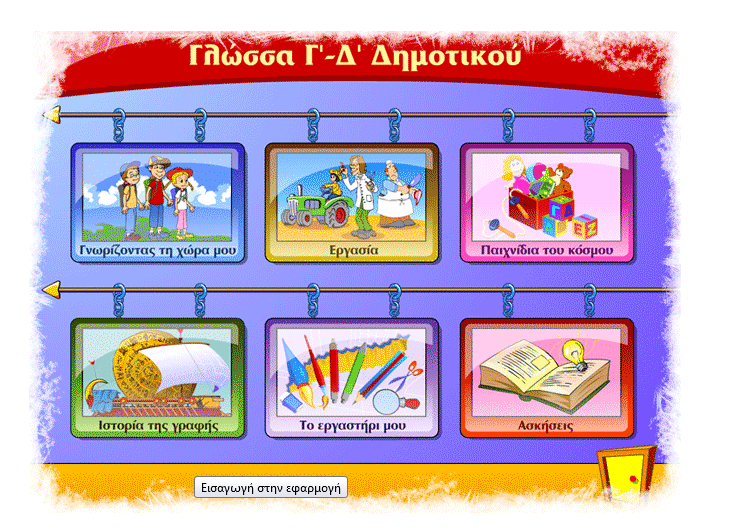 Γλώσσα Γ'-Δ' Δημοτικού
Γνωρίζοντας τη χώρα μου
Εργασία
Παιχνίδια του κόσμου
Ιστορία της γραφής
Το εργαστήρι μου
Ασκήσεις
Εισαγωγή στην εφαρμογή